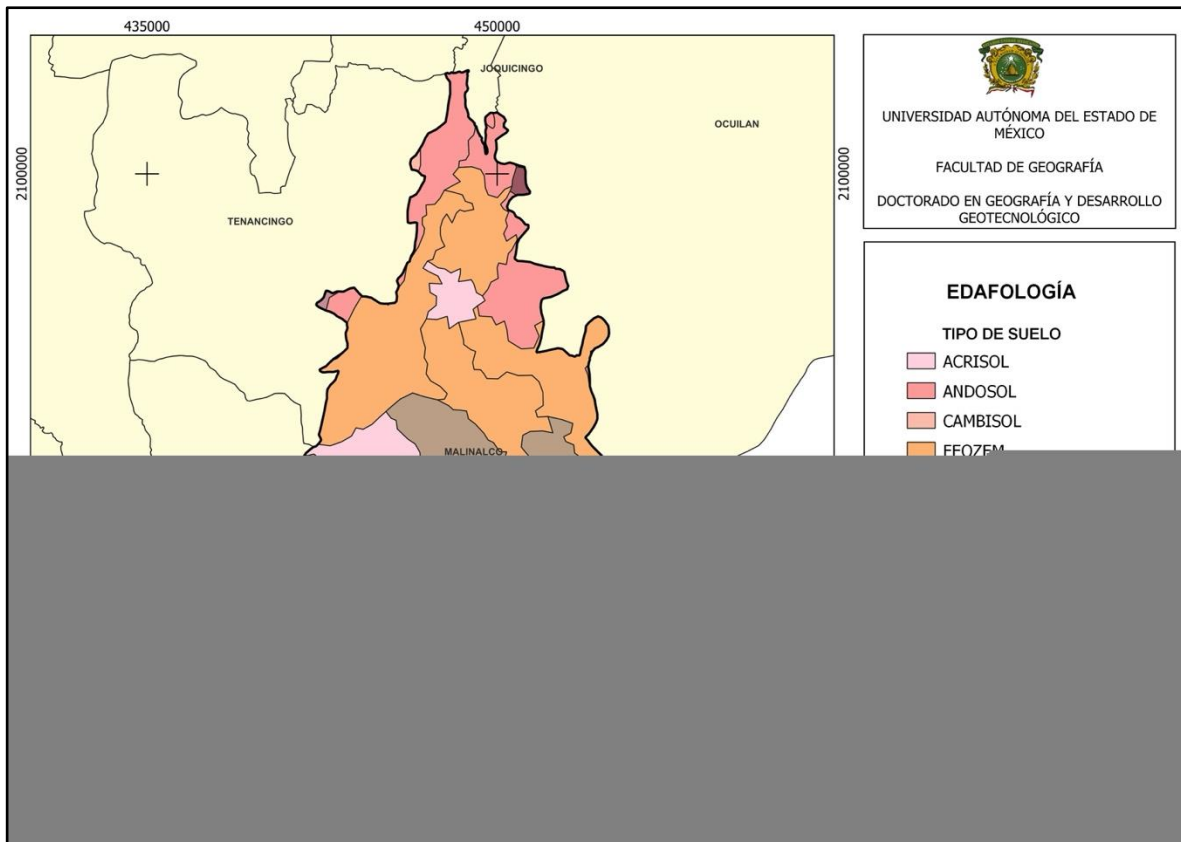 435000
450000
JOQUICINGO
OCUILAN
2100000
2100000
TENANCINGO
MALINALCO
UNIVERSIDAD AUTÓNOMA DEL ESTADO DE
MÉXICO
FACULTAD DE GEOGRAFÍA
DOCTORADO EN GEOGRAFÍA Y DESARROLLO
GEOTECNOLÓGICO
EDAFOLOGÍA
TIPO DE SUELO
ACRISOL
ANDOSOL
CAMBISOL
FEOZEM